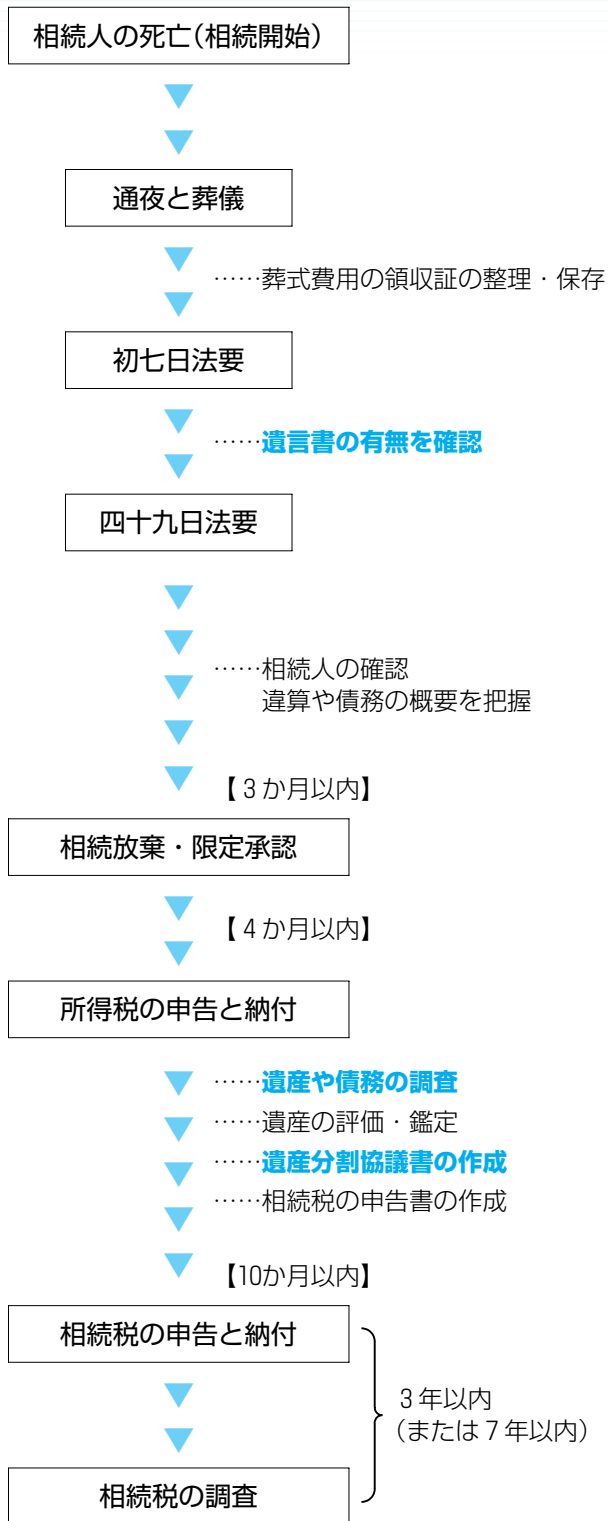 相続人の死亡（相続開始）
通夜と葬儀
……葬式費用の領収証の整理・保存
初七日法要
……遺言書の有無を確認
四十九日法要
……相続人の確認
違算や債務の概要を把握
【3か月以内】
相続放棄・限定承認
【4か月以内】
所得税の申告と納付
……遺産や債務の調査
……遺産の評価・鑑定
……遺産分割協議書の作成
……相続税の申告書の作成
【10か月以内】
相続税の申告と納付
3年以内
（または7年以内）
相続税の調査